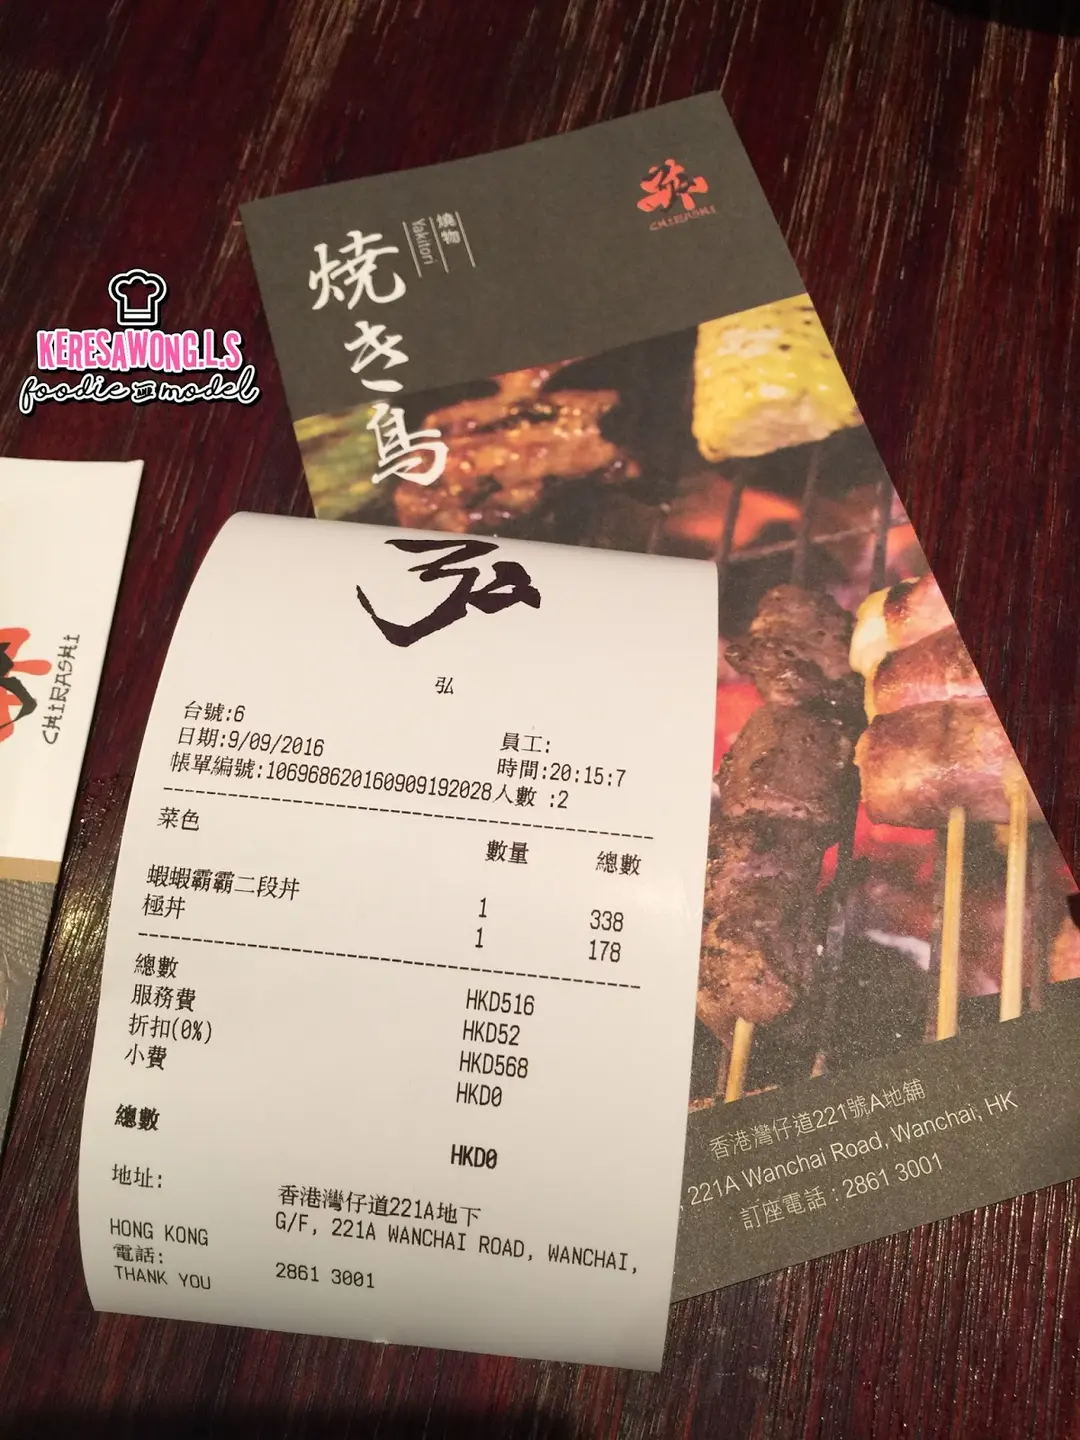 弘
CHIRASHI
燒物
Yakitori
焼き鳥
KERESAWONG.L.S
foodie and model
CHIRASHI
弘
弘
台號:6
日期:9/09/2016 員工:
帳單編號:106968620160909192028 時間:20:15:7
人數 :2
菜色 數量 總數
蝦蝦霸霸二段丼 1 338
極丼 1 178
總數 HKD516
服務費 HKD52
折扣(0%) HKD568
小費 HKD0
總數 HKD0
地址: 香港灣仔道221A地下
G/F, 221A WANCHAI ROAD, WANCHAI,
HONG KONG
電話: 2861 3001
THANK YOU
香港灣仔道221號A地舖
, 221A Wanchai Road, Wanchai, HK
訂座電話 : 2861 3001